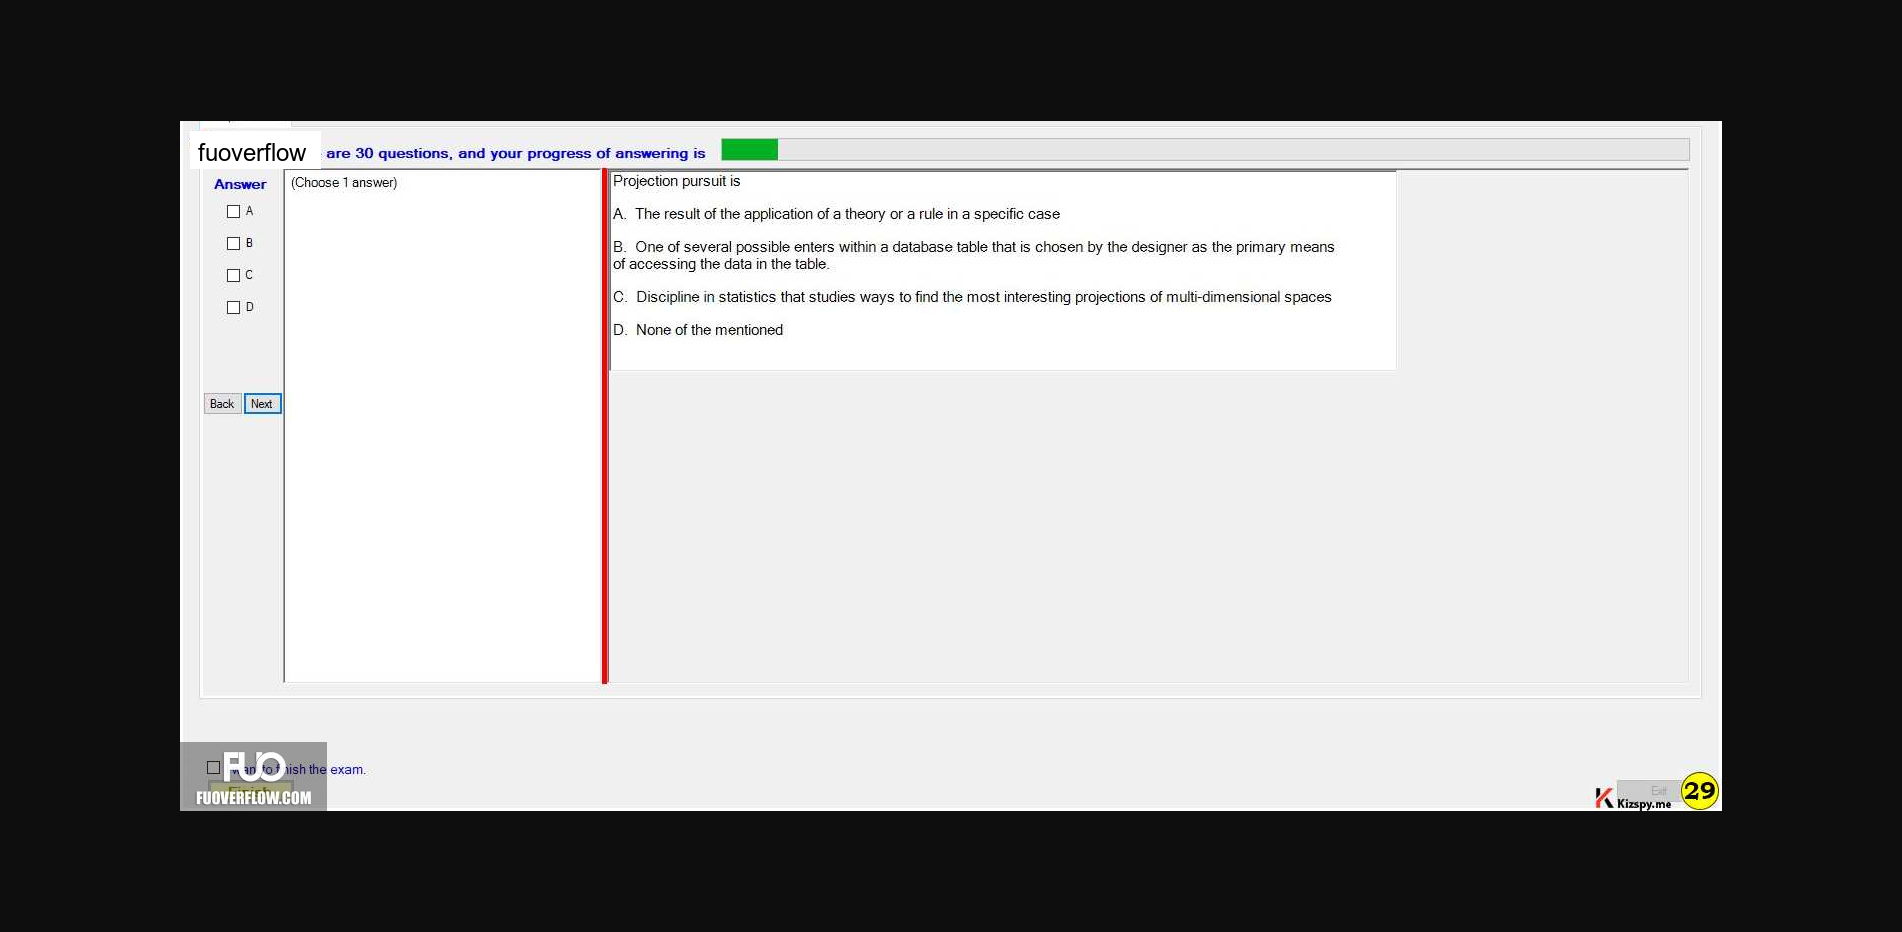 fuoverflow are 30 questions, and your progress of answering is
Answer
(Choose 1 answer)
A
B
C
D
Back Next
Projection pursuit is
A. The result of the application of a theory or a rule in a specific case
B. One of several possible enters within a database table that is chosen by the designer as the primary means
of accessing the data in the table.
C. Discipline in statistics that studies ways to find the most interesting projections of multi-dimensional spaces
D. None of the mentioned
want to finish the exam.
Finish
FUO
FUOVERFLOW.COM
Exit
Kizspy.me
29